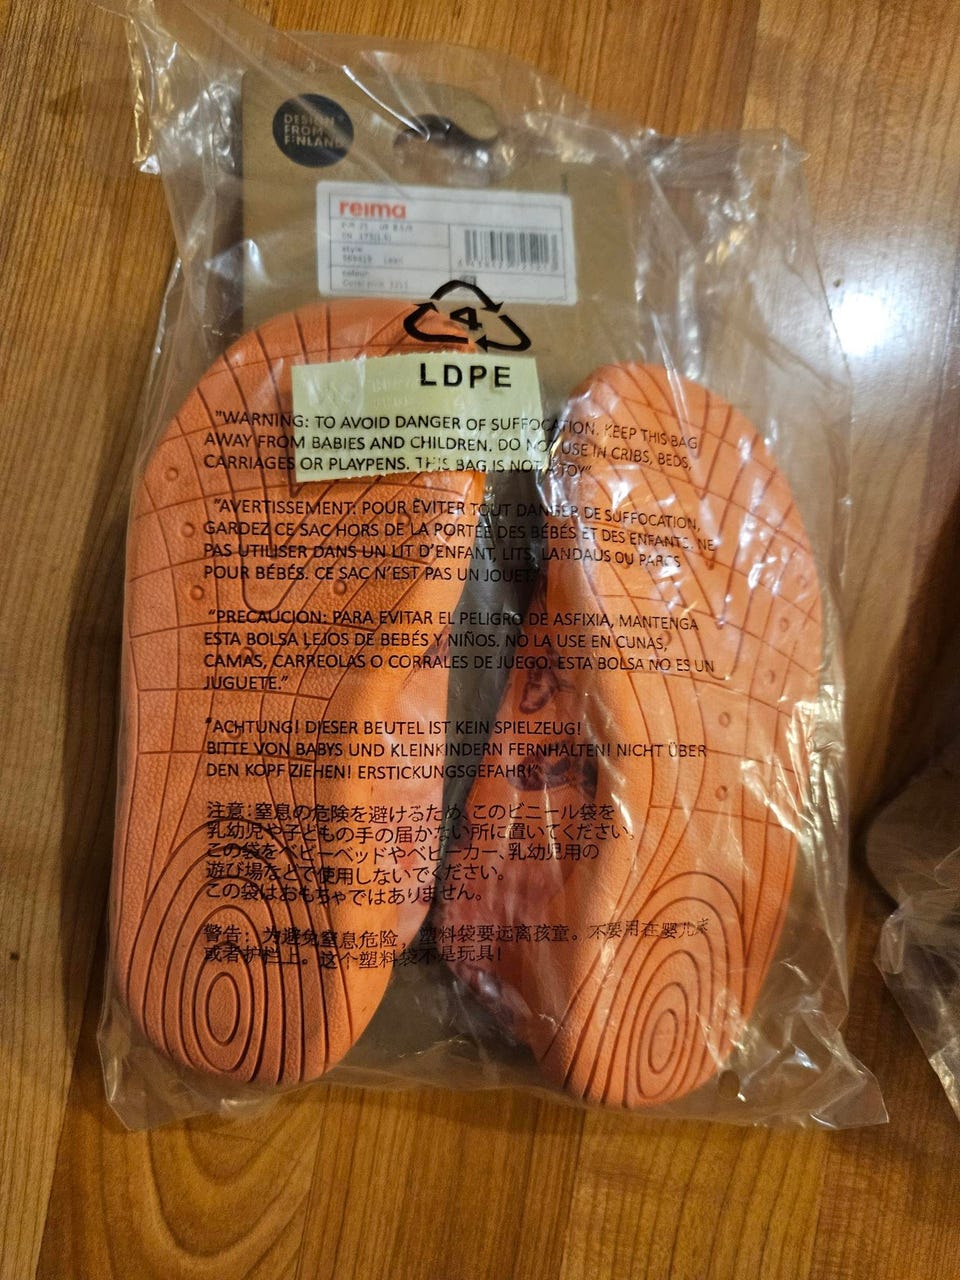 DESIGN
FROM
FINLAND
reima
style
colour
4
LDPE
"WARNING: TO AVOID DANGER OF SUFFOCATION, KEEP THIS BAG
AWAY FROM BABIES AND CHILDREN. DO NOT USE IN CRIBS, BEDS,
CARRIAGES OR PLAYPENS. THIS BAG IS NOT A TOY"
"AVERTISSEMENT: POUR ÉVITER TOUT DANGER DE SUFFOCATION,
GARDEZ CE SAC HORS DE LA PORTÉE DES BÉBÉS ET DES ENFANTS. NE
PAS UTILISER DANS UN LIT D'ENFANT, LITS, LANDAUS OU PARCS
POUR BÉBÉS. CE SAC N'EST PAS UN JOUET."
"PRECAUCION: PARA EVITAR EL PELIGRO DE ASFIXIA, MANTENGA
ESTA BOLSA LEJOS DE BEBÉS Y NIÑOS. NO LA USE EN CUNAS,
CAMAS, CARREOLAS O CORRALES DE JUEGO. ESTA BOLSA NO ES UN
JUGUETE."
"ACHTUNG! DIESER BEUTEL IST KEIN SPIELZEUG!
BITTE VON BABYS UND KLEINKINDERN FERNHALTEN! NICHT ÜBER
DEN KOPF ZIEHEN! ERSTICKUNGSGEFAHR!"
注意:窒息の危険を避けるため、このビニール袋を
乳幼児や子どもの手の届かない所に置いてください。
この袋をベビーベッドやベビーカー、乳幼児用の
遊び場などで使用しないでください。
この袋はおもちゃではありません。
警告：为避免窒息危险，塑料袋要远离孩童。不要用在婴儿床
或者护栏上。这个塑料袋不是玩具!